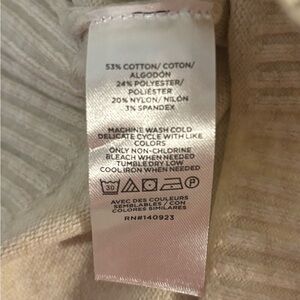 53% COTTON/ COTON/
ALGODÓN
24% POLYESTER/
POLIÉSTER
20% NYLON/ NILÓN
3% SPANDEX
MACHINE WASH COLD
DELICATE CYCLE WITH LIKE
COLORS
ONLY NON-CHLORINE
BLEACH WHEN NEEDED
TUMBLE DRY LOW
COOL IRON WHEN NEEDED
30
AVEC DES COULEURS
SEMBLABLES / CON
COLORES SIMILARES
RN#140923